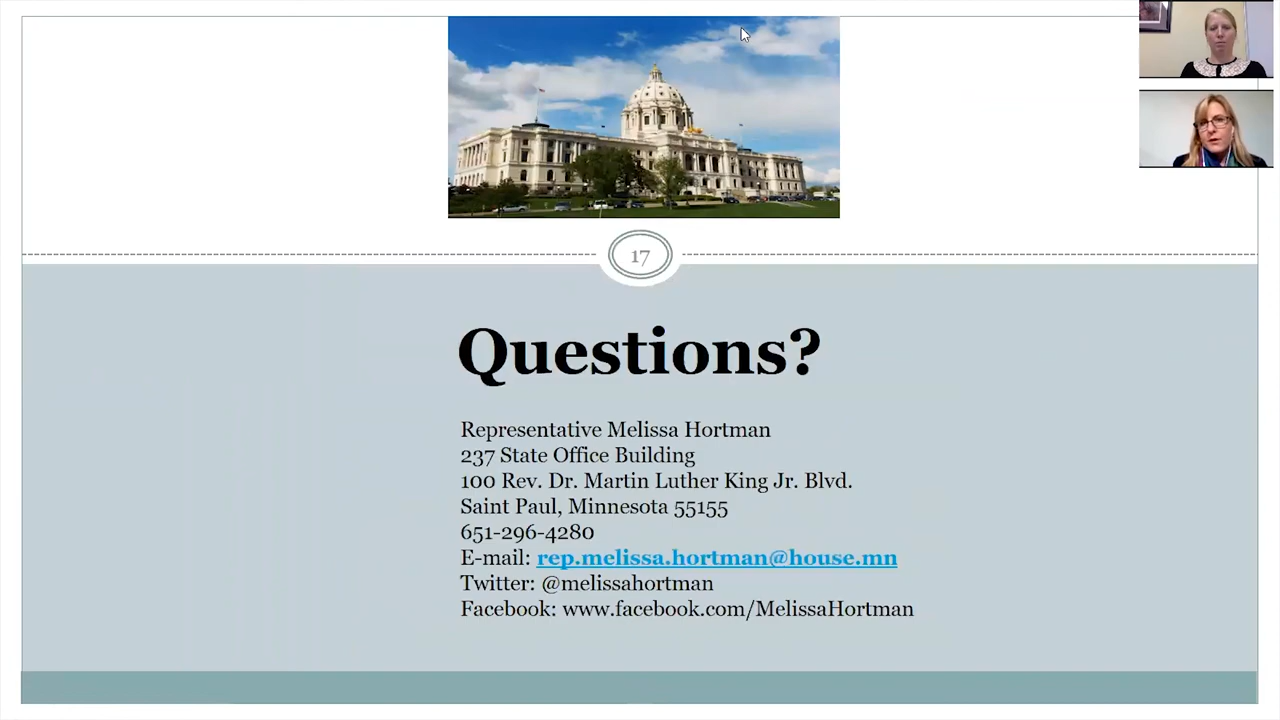 17
Questions?
Representative Melissa Hortman
237 State Office Building
100 Rev. Dr. Martin Luther King Jr. Blvd.
Saint Paul, Minnesota 55155
651-296-4280
E-mail: rep.melissa.hortman@house.mn
Twitter: @melissahortman
Facebook: www.facebook.com/MelissaHortman